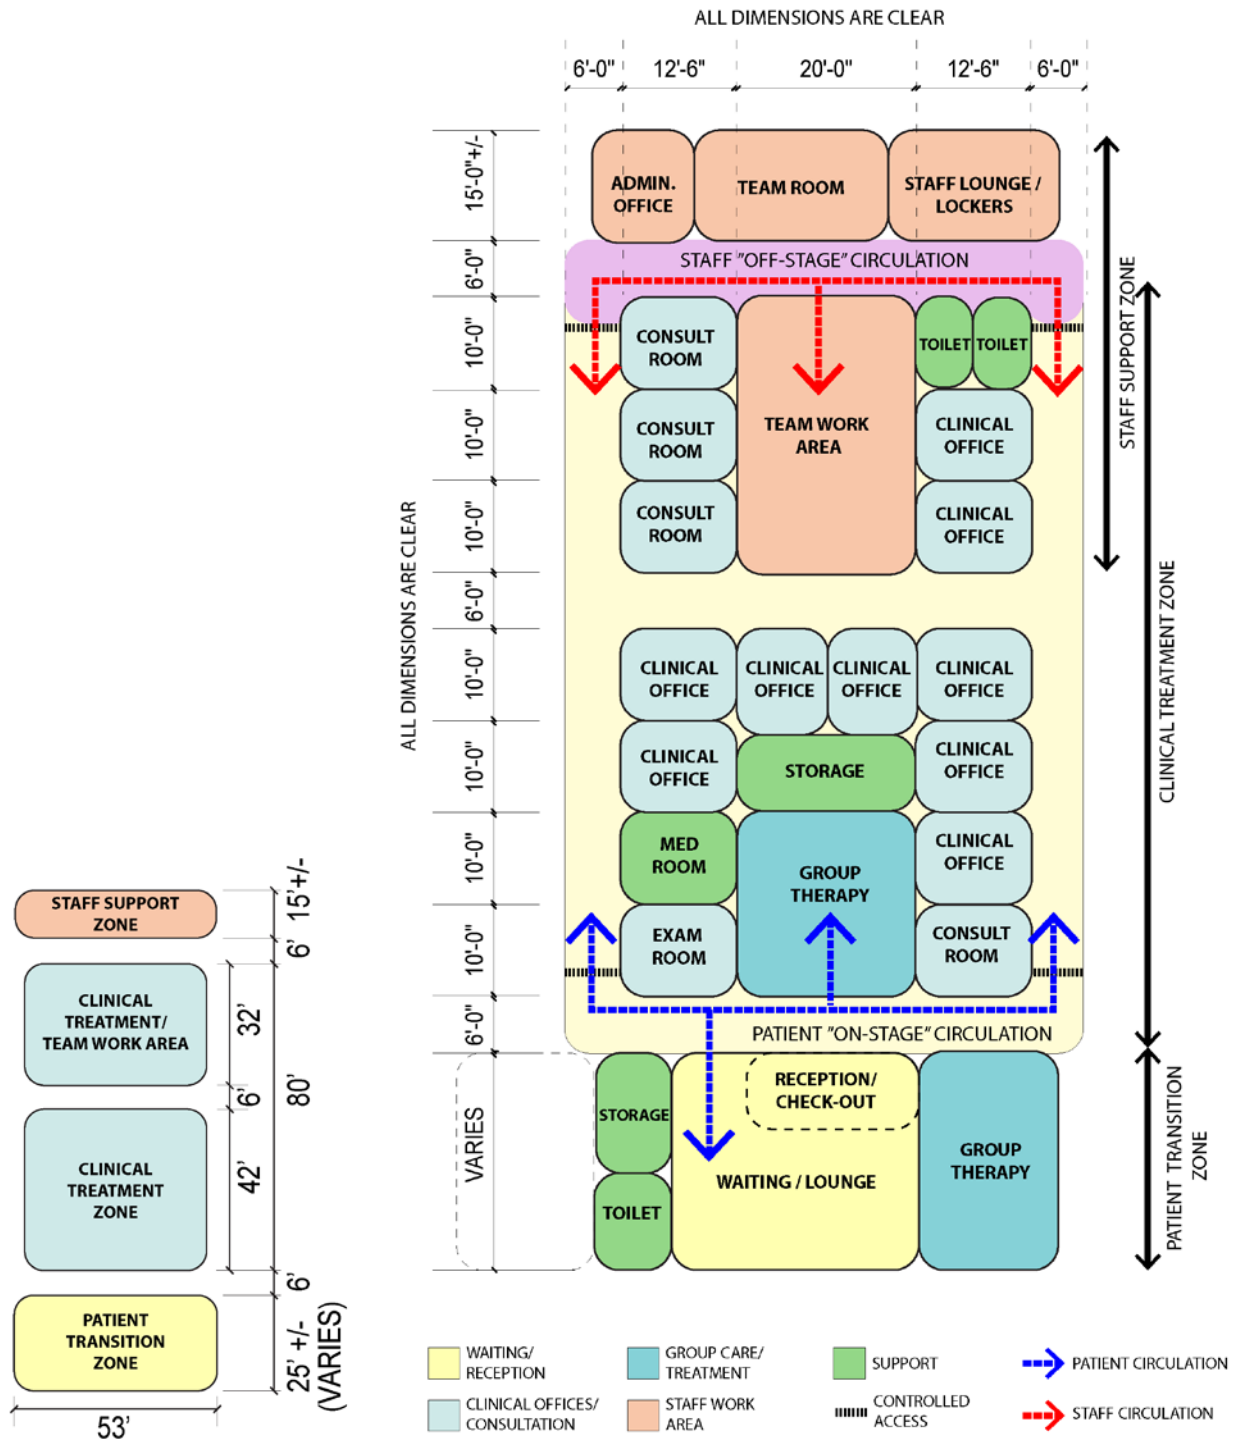 ALL DIMENSIONS ARE CLEAR
6'-0" 12'-6" 20'-0" 12'-6" 6'-0"
15'-0"+/-
6'-0"
10'-0"
10'-0"
10'-0"
6'-0"
10'-0"
10'-0"
10'-0"
10'-0"
6'-0"
VARIES
ALL DIMENSIONS ARE CLEAR
ADMIN.
OFFICE
TEAM ROOM
STAFF LOUNGE /
LOCKERS
STAFF "OFF-STAGE" CIRCULATION
CONSULT
ROOM
TOILET
TOILET
CONSULT
ROOM
TEAM WORK
AREA
CLINICAL
OFFICE
CONSULT
ROOM
CLINICAL
OFFICE
CLINICAL
OFFICE
CLINICAL
OFFICE
CLINICAL
OFFICE
CLINICAL
OFFICE
CLINICAL
OFFICE
STORAGE
CLINICAL
OFFICE
MED
ROOM
GROUP
THERAPY
CLINICAL
OFFICE
EXAM
ROOM
CONSULT
ROOM
PATIENT "ON-STAGE" CIRCULATION
STORAGE
TOILET
RECEPTION/
CHECK-OUT
WAITING / LOUNGE
GROUP
THERAPY
STAFF SUPPORT ZONE
CLINICAL TREATMENT ZONE
PATIENT TRANSITION
ZONE
STAFF SUPPORT
ZONE
CLINICAL
TREATMENT/
TEAM WORK AREA
CLINICAL
TREATMENT
ZONE
PATIENT
TRANSITION
ZONE
15'+/-
6'
32'
6'
80'
42'
6'
25' +/-
(VARIES)
53'
WAITING/
RECEPTION
GROUP CARE/
TREATMENT
SUPPORT
PATIENT CIRCULATION
CLINICAL OFFICES/
CONSULTATION
STAFF WORK
AREA
CONTROLLED
ACCESS
STAFF CIRCULATION